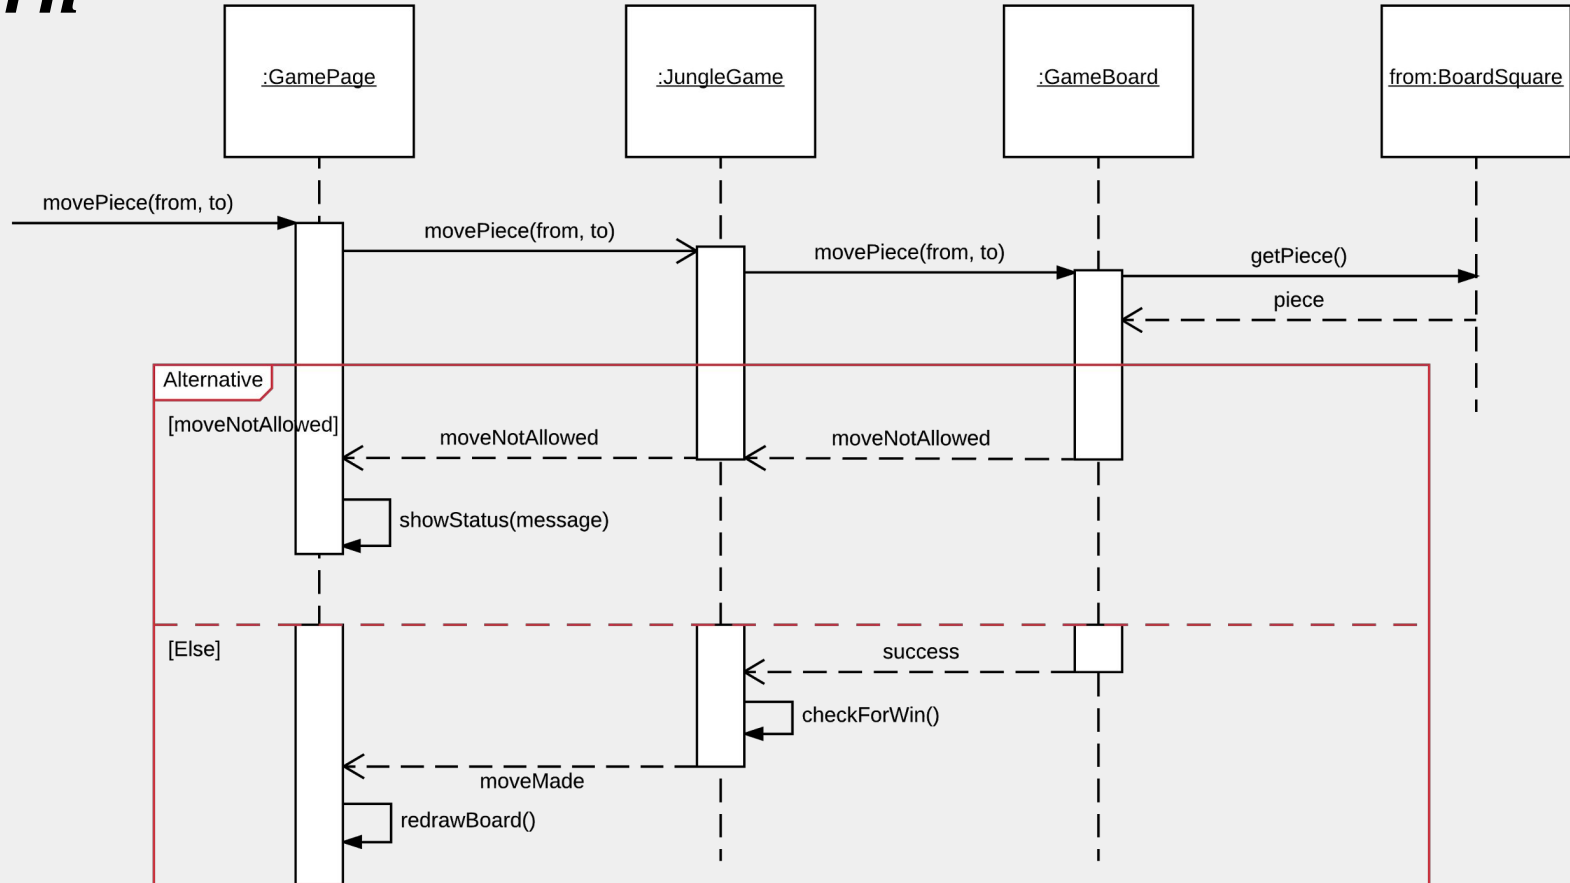 :GamePage
:JungleGame
:GameBoard
from:BoardSquare
movePiece(from, to)
movePiece(from, to)
movePiece(from, to)
getPiece()
piece
Alternative
[moveNotAllowed]
moveNotAllowed
moveNotAllowed
showStatus(message)
[Else]
success
checkForWin()
moveMade
redrawBoard()